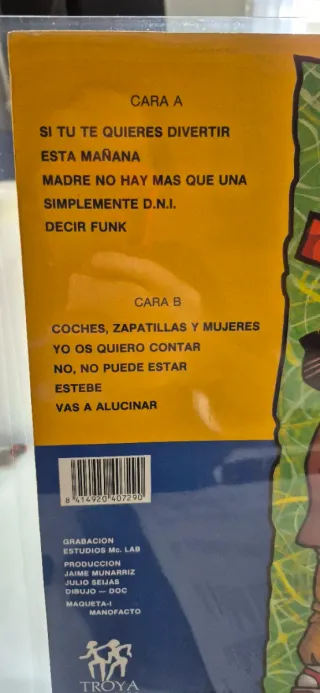 CARA A
SI TU TE QUIERES DIVERTIR
ESTA MAÑANA
MADRE NO HAY MAS QUE UNA
SIMPLEMENTE D.N.I.
DECIR FUNK
CARA B
COCHES, ZAPATILLAS Y MUJERES
YO OS QUIERO CONTAR
NO, NO PUEDE ESTAR
ESTEBE
VAS A ALUCINAR
8 414920 407290
GRABACION
ESTUDIOS Mc. LAB
PRODUCCION
JAIME MUNARRIZ
JULIO SEIJAS
DIBUJO — DOC
MAQUETA-I
MANOFACTO
TROYA